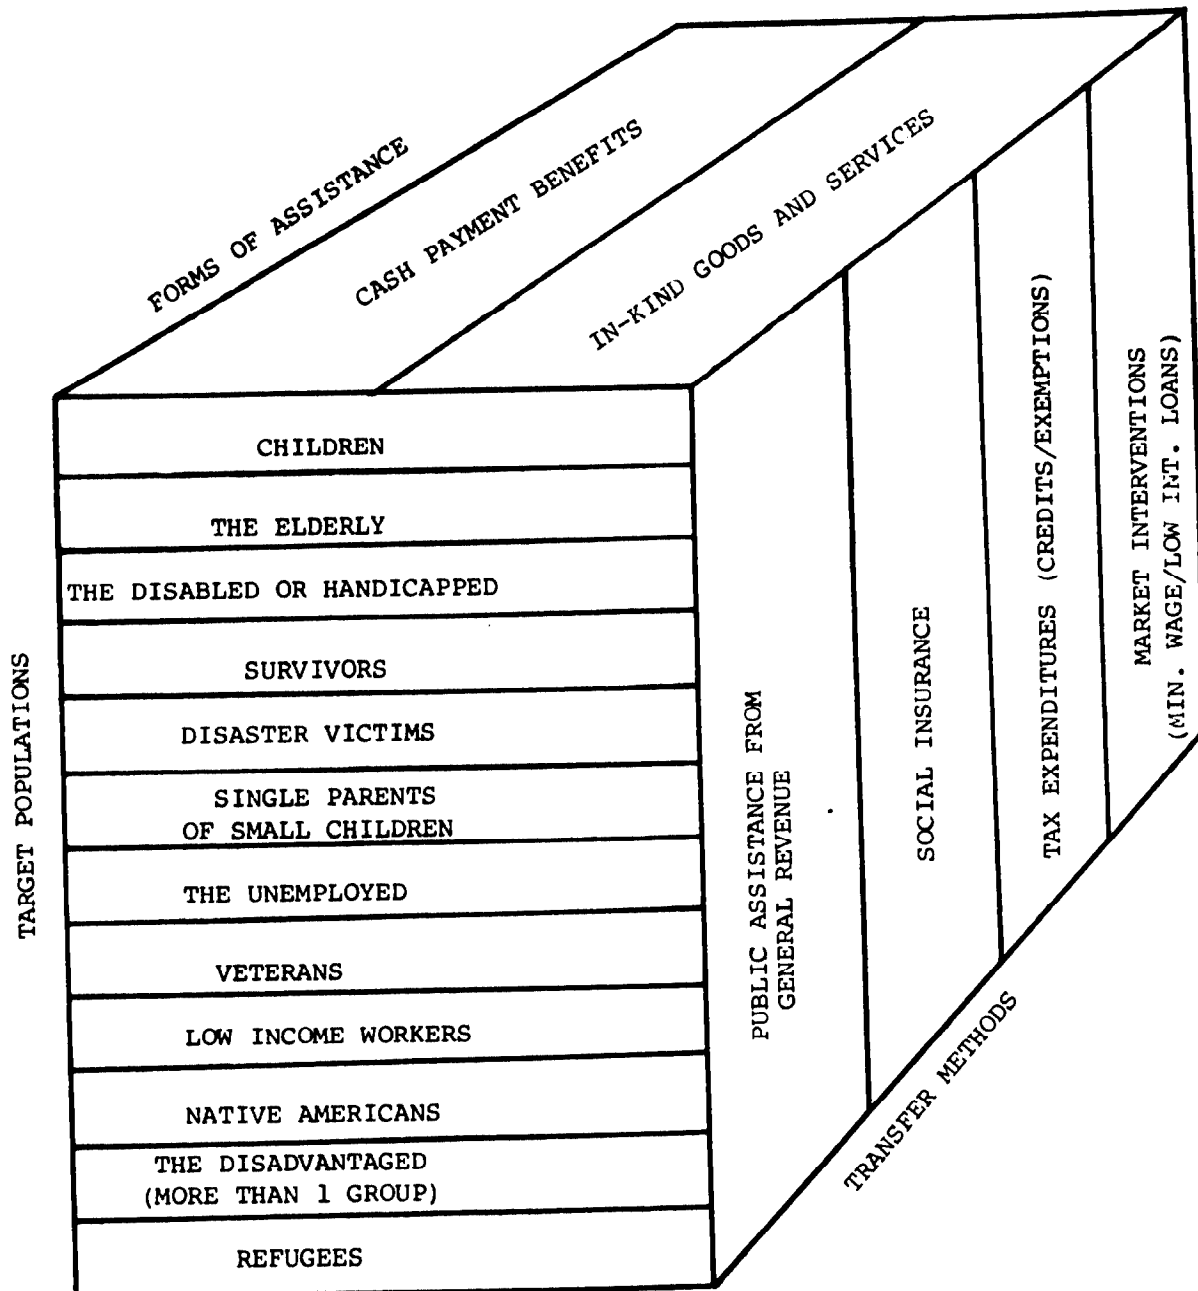 FORMS OF ASSISTANCE
CASH PAYMENT BENEFITS
IN-KIND GOODS AND SERVICES
TARGET POPULATIONS
CHILDREN
THE ELDERLY
THE DISABLED OR HANDICAPPED
SURVIVORS
DISASTER VICTIMS
SINGLE PARENTS
OF SMALL CHILDREN
THE UNEMPLOYED
VETERANS
LOW INCOME WORKERS
NATIVE AMERICANS
THE DISADVANTAGED
(MORE THAN 1 GROUP)
REFUGEES
PUBLIC ASSISTANCE FROM
GENERAL REVENUE
SOCIAL INSURANCE
TAX EXPENDITURES (CREDITS/EXEMPTIONS)
MARKET INTERVENTIONS
(MIN. WAGE/LOW INT. LOANS)
TRANSFER METHODS